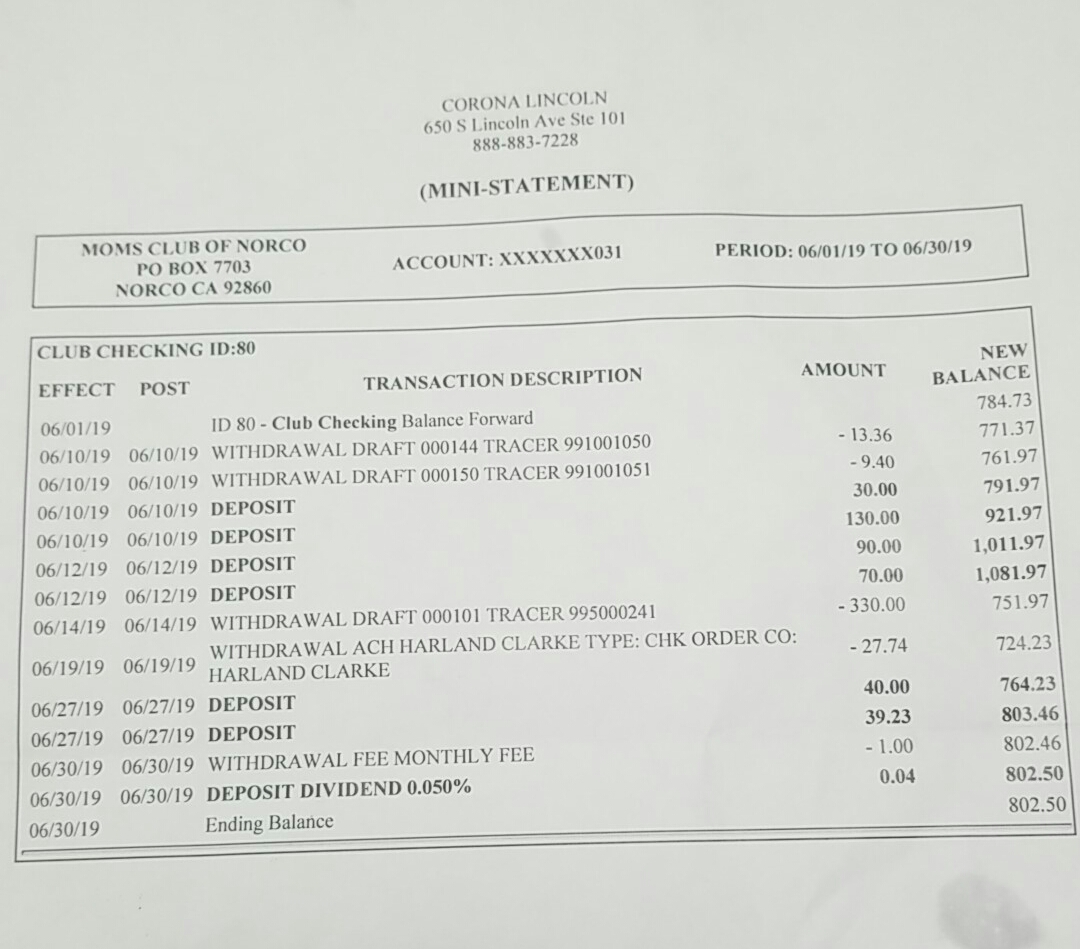 CORONA LINCOLN
650 S Lincoln Ave Ste 101
888-883-7228
(MINI-STATEMENT)
MOMS CLUB OF NORCO
PO BOX 7703
NORCO CA 92860
ACCOUNT: XXXXXXX031
PERIOD: 06/01/19 TO 06/30/19
CLUB CHECKING ID:80
EFFECT POST TRANSACTION DESCRIPTION AMOUNT NEW BALANCE
06/01/19 ID 80 - Club Checking Balance Forward 784.73
06/10/19 06/10/19 WITHDRAWAL DRAFT 000144 TRACER 991001050 - 13.36 771.37
06/10/19 06/10/19 WITHDRAWAL DRAFT 000150 TRACER 991001051 - 9.40 761.97
06/10/19 06/10/19 DEPOSIT 30.00 791.97
06/10/19 06/10/19 DEPOSIT 130.00 921.97
06/12/19 06/12/19 DEPOSIT 90.00 1,011.97
06/12/19 06/12/19 DEPOSIT 70.00 1,081.97
06/14/19 06/14/19 WITHDRAWAL DRAFT 000101 TRACER 995000241 - 330.00 751.97
06/19/19 06/19/19 WITHDRAWAL ACH HARLAND CLARKE TYPE: CHK ORDER CO: - 27.74 724.23
HARLAND CLARKE
06/27/19 06/27/19 DEPOSIT 40.00 764.23
06/27/19 06/27/19 DEPOSIT 39.23 803.46
06/30/19 06/30/19 WITHDRAWAL FEE MONTHLY FEE - 1.00 802.46
06/30/19 06/30/19 DEPOSIT DIVIDEND 0.050% 0.04 802.50
06/30/19 Ending Balance 802.50